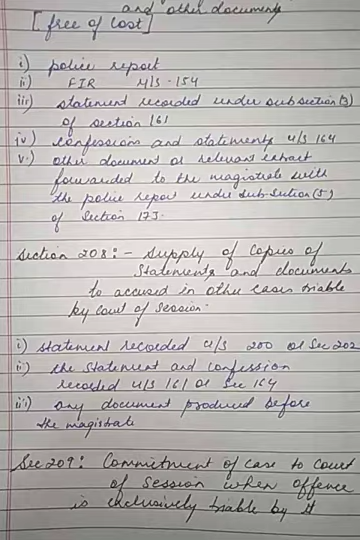 and other documents
[free of cost]
i) police report
ii) FIR U/S-154
iii) statement recorded under subsection(3)
of section 161
iv) confessions and statements u/s 164
v) other document or relevant extract
forwarded to the magistrate with
the police report under sub-section(5)
of section 173.
Section 208:- Supply of Copies of
Statements and documents
to accused in other cases triable
by court of session.
i) statement recorded u/s 200 or Sec 202
ii) the statement and confession
recorded u/s 161 or Sec 164
iii) any document produced before
the magistrate
Sec 209: Commitment of case to court
of session when offence
is exclusively triable by it